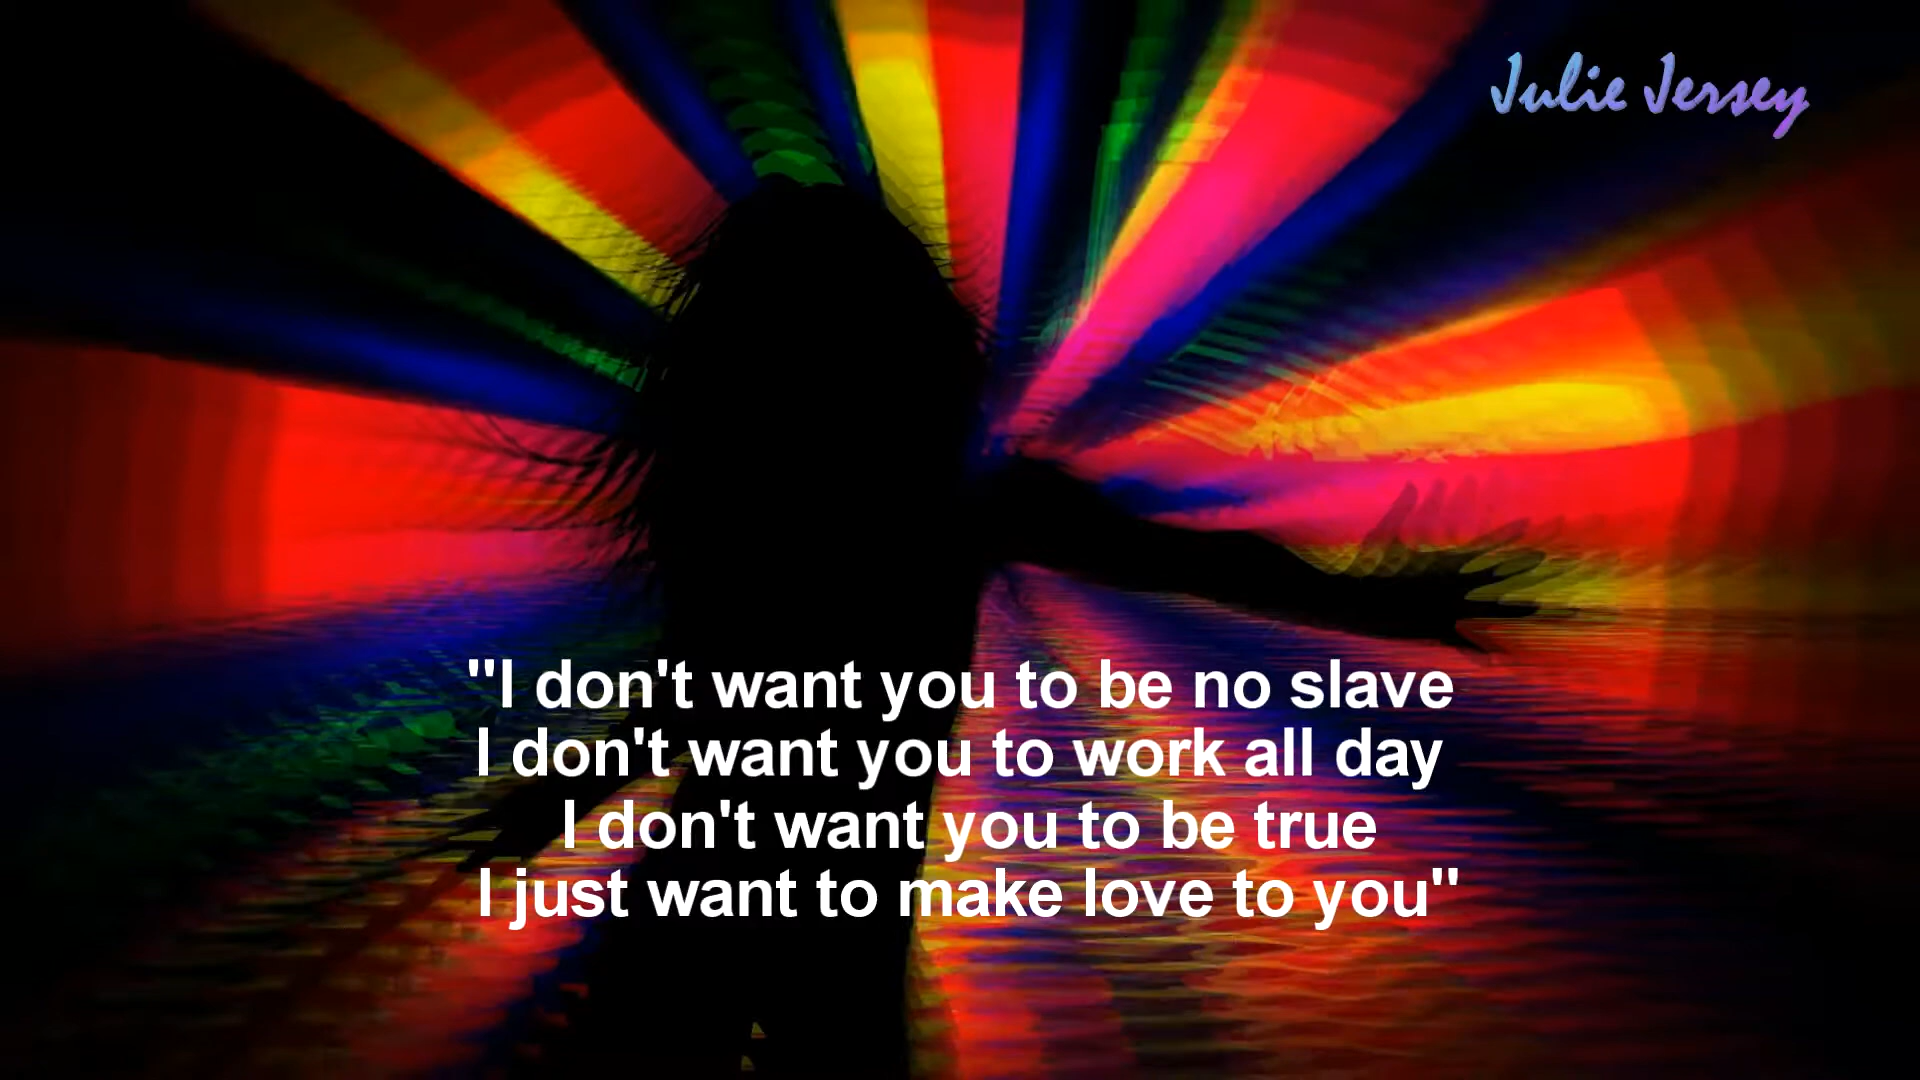 Julie Jersey
"I don't want you to be no slave
I don't want you to work all day
I don't want you to be true
I just want to make love to you"